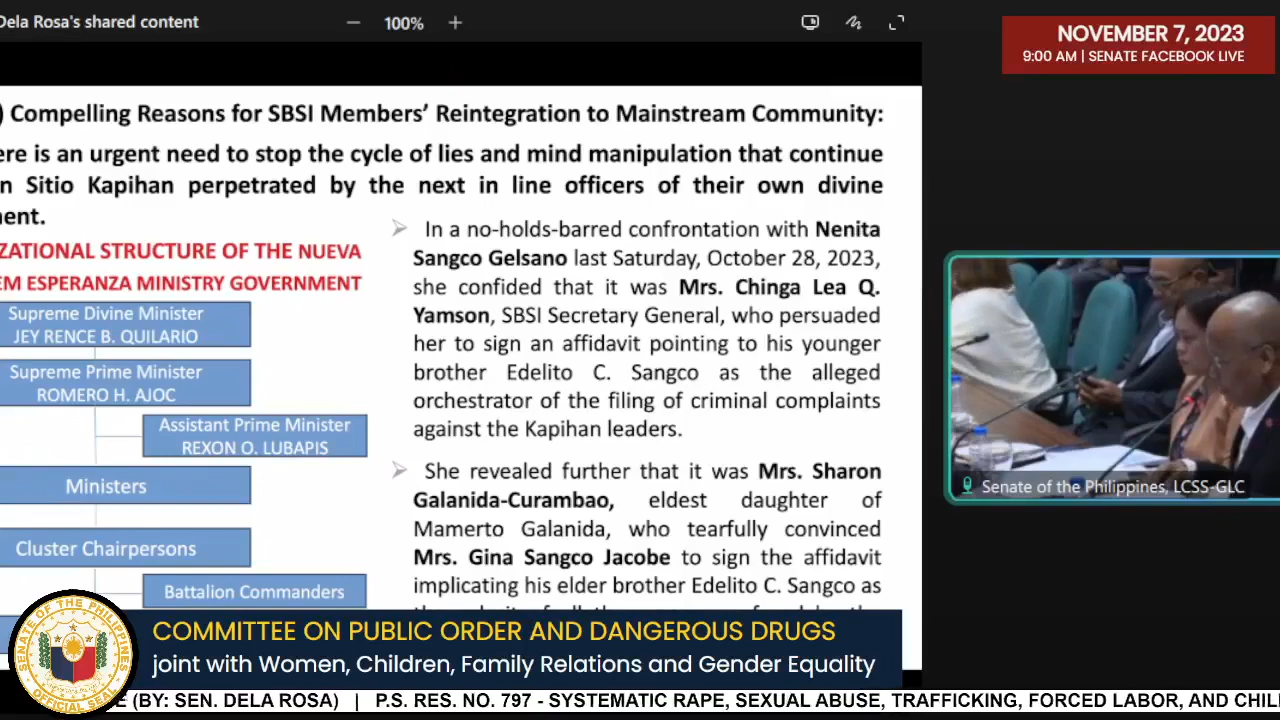 Dela Rosa's shared content
100%
NOVEMBER 7, 2023
9:00 AM | SENATE FACEBOOK LIVE
) Compelling Reasons for SBSI Members' Reintegration to Mainstream Community:
ere is an urgent need to stop the cycle of lies and mind manipulation that continue
n Sitio Kapihan perpetrated by the next in line officers of their own divine
ment.
ZATIONAL STRUCTURE OF THE NUEVA
EM ESPERANZA MINISTRY GOVERNMENT
Supreme Divine Minister
JEY RENCE B. QUILARIO
Supreme Prime Minister
ROMERO H. AJOC
Assistant Prime Minister
REXON O. LUBAPIS
Ministers
Cluster Chairpersons
Battalion Commanders
In a no-holds-barred confrontation with Nenita
Sangco Gelsano last Saturday, October 28, 2023,
she confided that it was Mrs. Chinga Lea Q.
Yamson, SBSI Secretary General, who persuaded
her to sign an affidavit pointing to his younger
brother Edelito C. Sangco as the alleged
orchestrator of the filing of criminal complaints
against the Kapihan leaders.
She revealed further that it was Mrs. Sharon
Galanida-Curambao, eldest daughter of
Mamerto Galanida, who tearfully convinced
Mrs. Gina Sangco Jacobe to sign the affidavit
implicating his elder brother Edelito C. Sangco as
Senate of the Philippines, LCSS-GLC
SENATE OF THE PHILIPPINES
OFFICIAL SEAL
COMMITTEE ON PUBLIC ORDER AND DANGEROUS DRUGS
joint with Women, Children, Family Relations and Gender Equality
E (BY: SEN. DELA ROSA) | P.S. RES. NO. 797 - SYSTEMATIC RAPE, SEXUAL ABUSE, TRAFFICKING, FORCED LABOR, AND CHIL